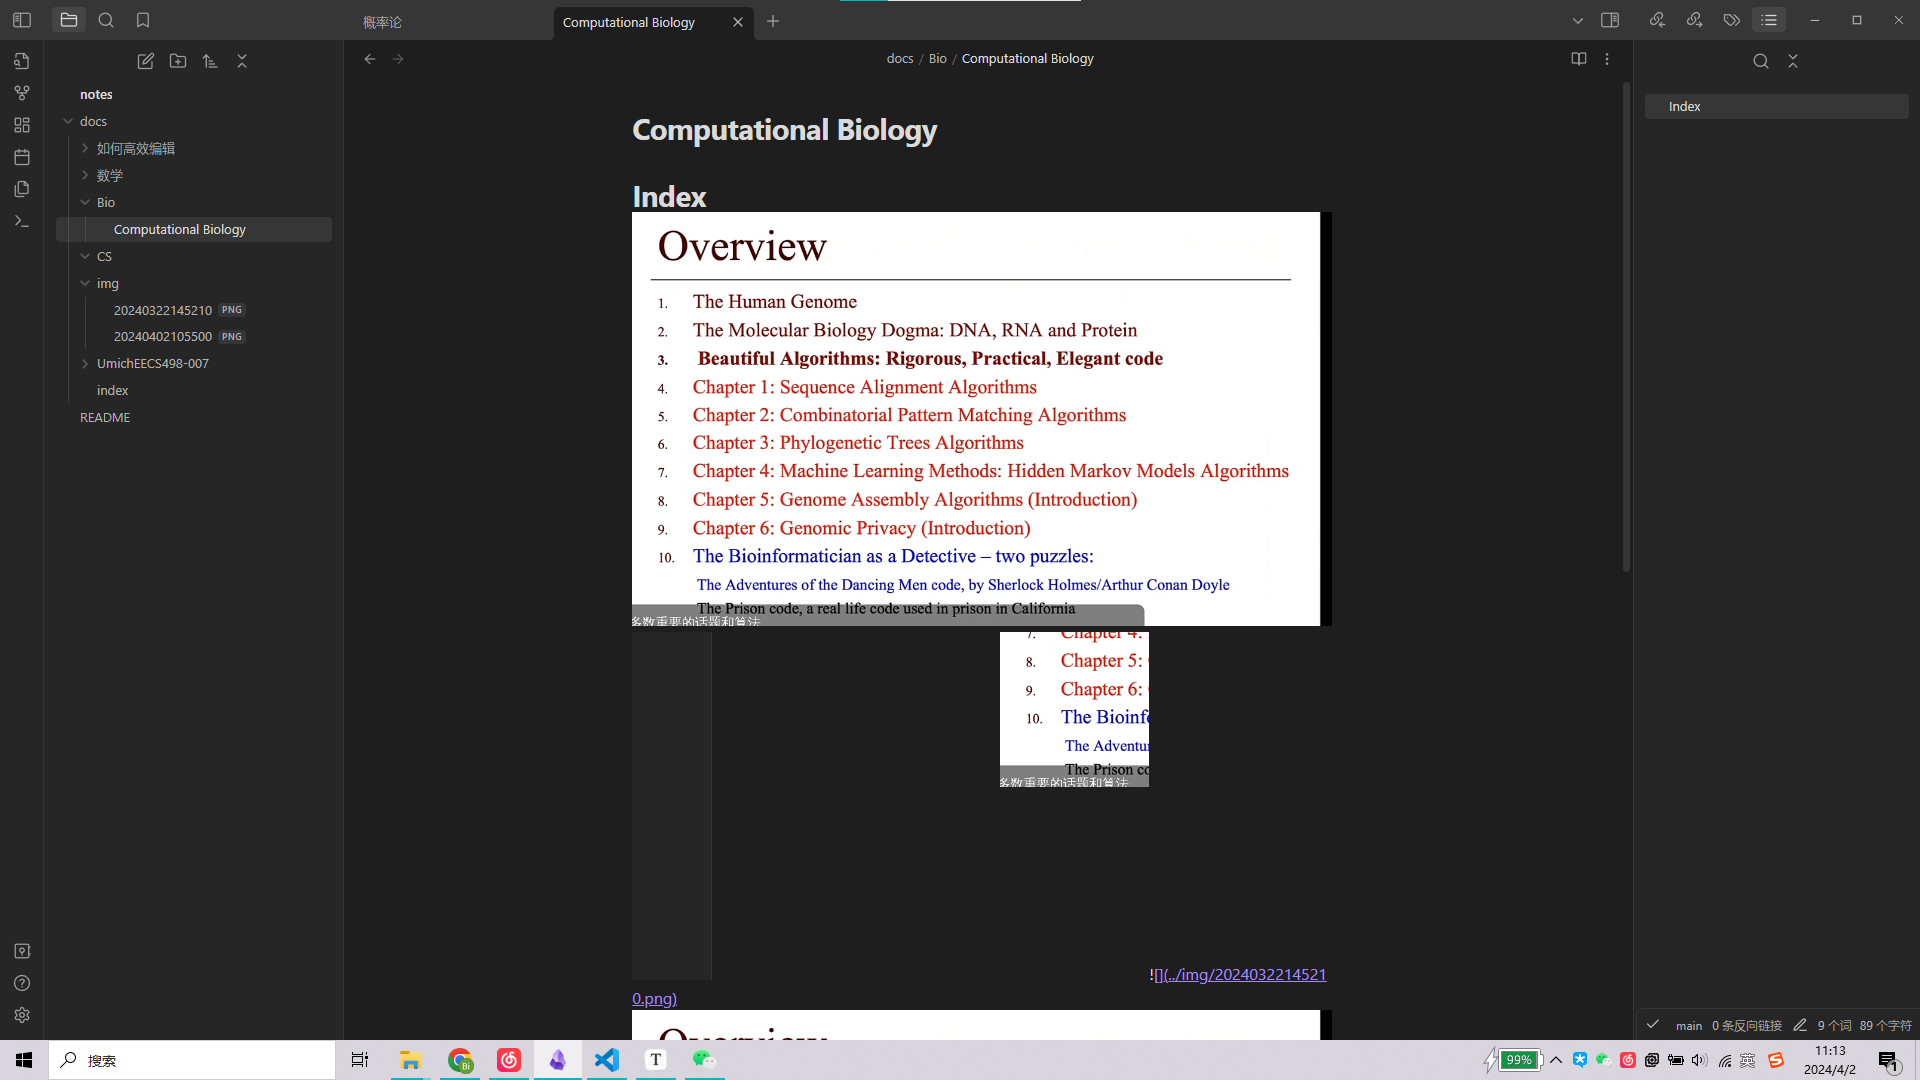 概率论
Computational Biology
docs / Bio / Computational Biology
notes
docs
如何高效编辑
数学
Bio
Computational Biology
CS
img
20240322145210 PNG
20240402105500 PNG
UmichEECS498-007
index
README
Computational Biology
Index
Overview
1. The Human Genome
2. The Molecular Biology Dogma: DNA, RNA and Protein
3. Beautiful Algorithms: Rigorous, Practical, Elegant code
4. Chapter 1: Sequence Alignment Algorithms
5. Chapter 2: Combinatorial Pattern Matching Algorithms
6. Chapter 3: Phylogenetic Trees Algorithms
7. Chapter 4: Machine Learning Methods: Hidden Markov Models Algorithms
8. Chapter 5: Genome Assembly Algorithms (Introduction)
9. Chapter 6: Genomic Privacy (Introduction)
10. The Bioinformatician as a Detective – two puzzles:
The Adventures of the Dancing Men code, by Sherlock Holmes/Arthur Conan Doyle
The Prison code, a real life code used in prison in California
多数重要的话题和算法
7. Chapter 4:
8. Chapter 5:
9. Chapter 6:
10. The Bioinf
The Adventu
The Prison co
多数重要的话题和算法
![](../img/2024032214521
0.png)
Overview
Index
main 0 条反向链接 9 个词 89 个字符
搜索
Bi
T
99%
英
11:13
2024/4/2
1